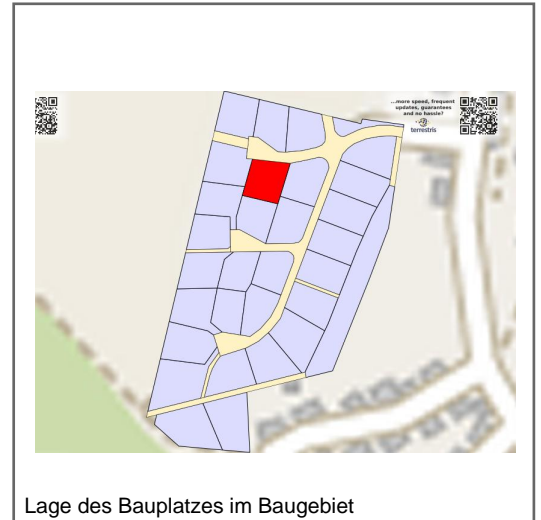 ...more speed, frequent
updates, guarantees
and no hassle?
terrestris
Lage des Bauplatzes im Baugebiet